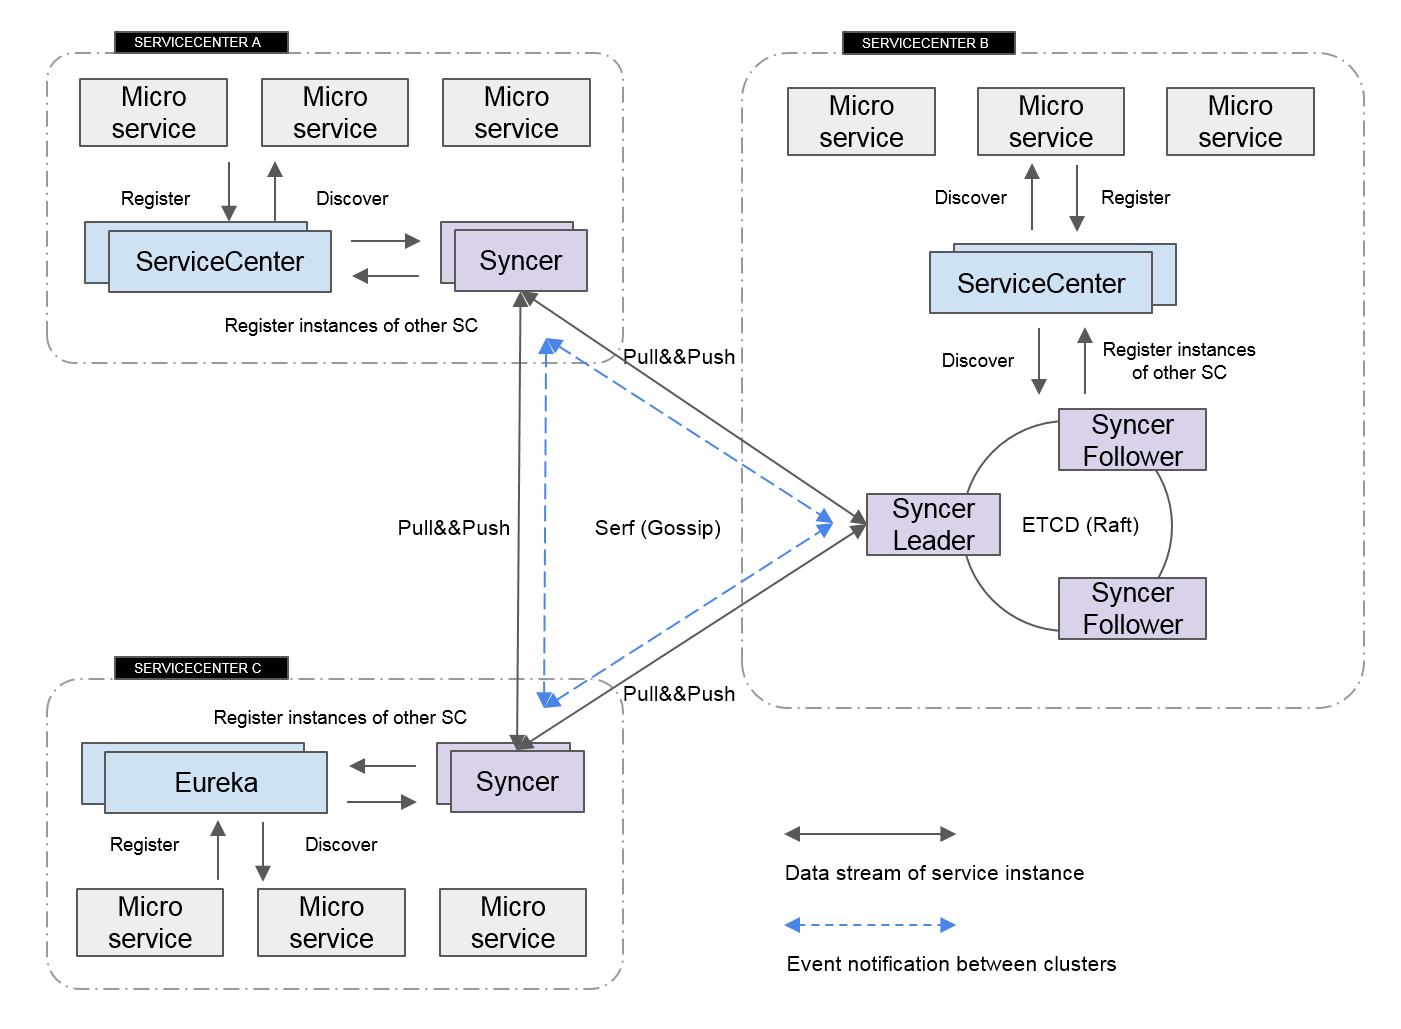 SERVICECENTER A
Micro
service
Micro
service
Micro
service
Register
Discover
ServiceCenter
Syncer
Register instances of other SC
SERVICECENTER B
Micro
service
Micro
service
Micro
service
Discover
Register
ServiceCenter
Discover
Register instances
of other SC
Syncer
Follower
Syncer
Leader
ETCD (Raft)
Syncer
Follower
Pull&&Push
Pull&&Push
Serf (Gossip)
Pull&&Push
SERVICECENTER C
Register instances of other SC
Eureka
Syncer
Register
Discover
Micro
service
Micro
service
Micro
service
Data stream of service instance
Event notification between clusters